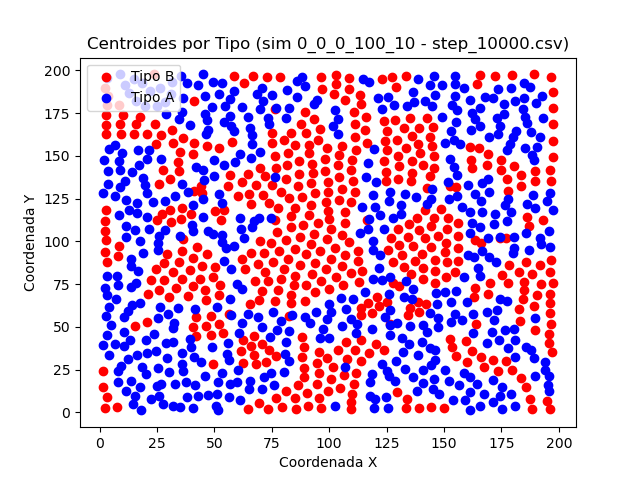 Centroides por Tipo (sim 0_0_0_100_10 - step_10000.csv)
Tipo B
Tipo A
Coordenada Y
200
175
150
125
100
75
50
25
0
0 25 50 75 100 125 150 175 200
Coordenada X